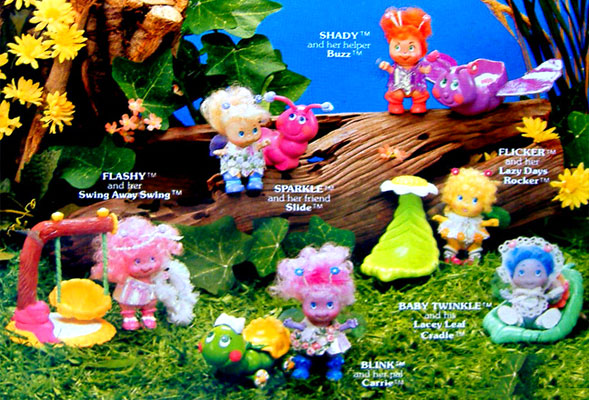 SHADY™
and her helper
Buzz™
FLICKER™
and her
Lazy Days
Rocker™
FLASHY™
and her
Swing Away Swing™
SPARKLE™
and her friend
Slide™
BABY TWINKLE™
and his
Lacey Leaf
Cradle™
BLINK™
and her pal
Carrie™